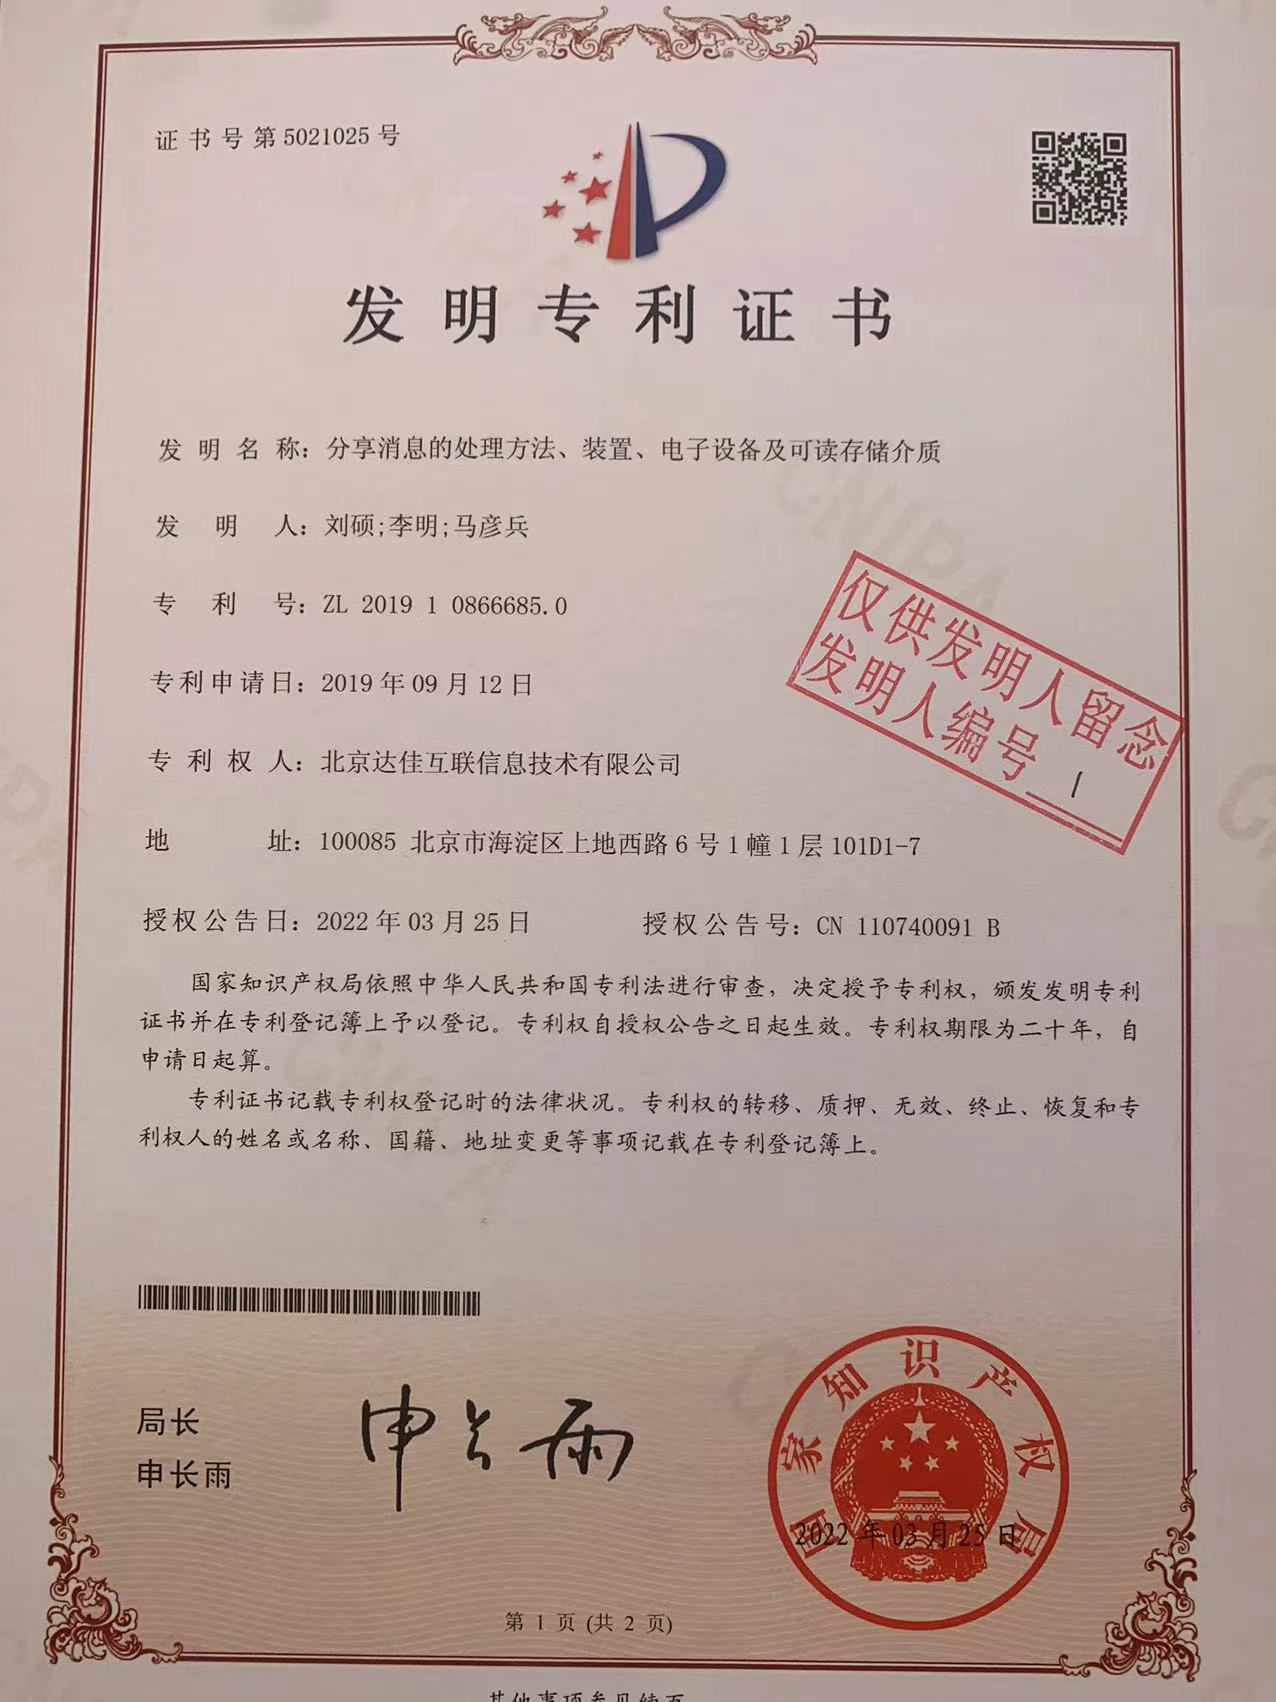 证书号第5021025号
发明专利证书
发明名称：分享消息的处理方法、装置、电子设备及可读存储介质
发明人：刘硕;李明;马彦兵
专利号：ZL 2019 1 0866685.0
仅供发明人留念
发明人编号 1
专利申请日：2019年09月12日
专利权人：北京达佳互联信息技术有限公司
地址：100085 北京市海淀区上地西路6号1幢1层101D1-7
授权公告日：2022年03月25日 授权公告号：CN 110740091 B
国家知识产权局依照中华人民共和国专利法进行审查，决定授予专利权，颁发发明专利
证书并在专利登记簿上予以登记。专利权自授权公告之日起生效。专利权期限为二十年，自
申请日起算。
专利证书记载专利权登记时的法律状况。专利权的转移、质押、无效、终止、恢复和专
利权人的姓名或名称、国籍、地址变更等事项记载在专利登记簿上。
局长
申长雨
申长雨
国家知识产权局
2022年03月25日
第 1 页 (共 2 页)
其他事项参见续页
CNIPA